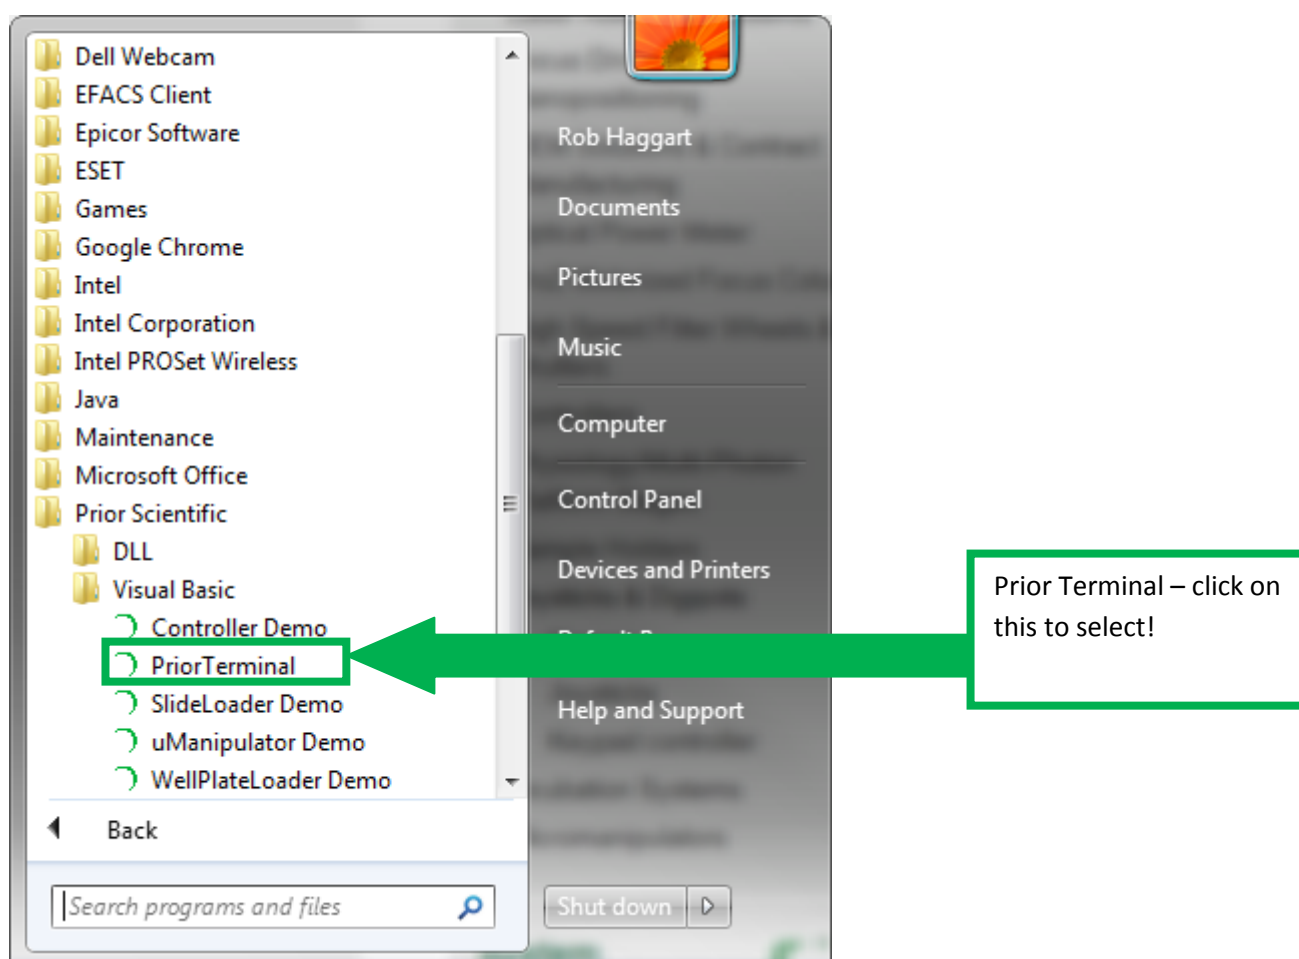 Dell Webcam
EFACS Client
Epicor Software
ESET
Games
Google Chrome
Intel
Intel Corporation
Intel PROSet Wireless
Java
Maintenance
Microsoft Office
Prior Scientific
DLL
Visual Basic
Controller Demo
PriorTerminal
SlideLoader Demo
uManipulator Demo
WellPlateLoader Demo
Back
Search programs and files
Rob Haggart
Documents
Pictures
Music
Computer
Control Panel
Devices and Printers
Help and Support
Shut down
Prior Terminal – click on
this to select!